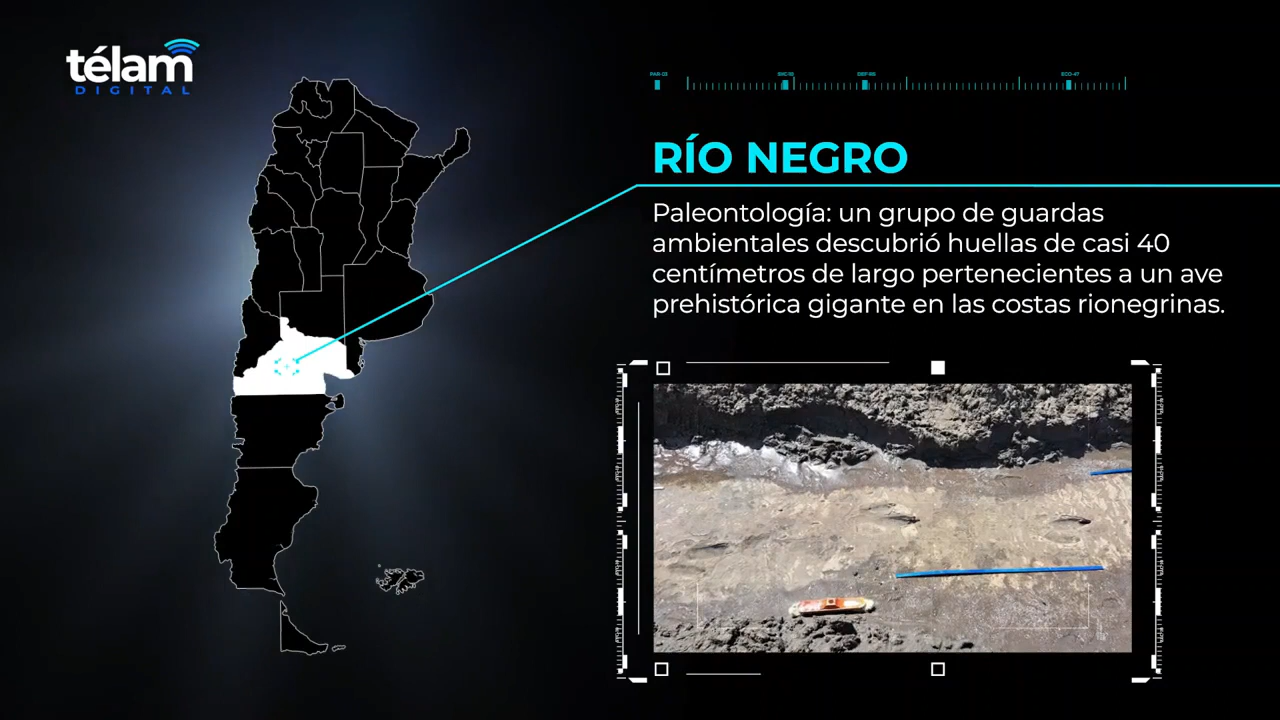 télam
DIGITAL
RÍO NEGRO
Paleontología: un grupo de guardas
ambientales descubrió huellas de casi 40
centímetros de largo pertenecientes a un ave
prehistórica gigante en las costas rionegrinas.